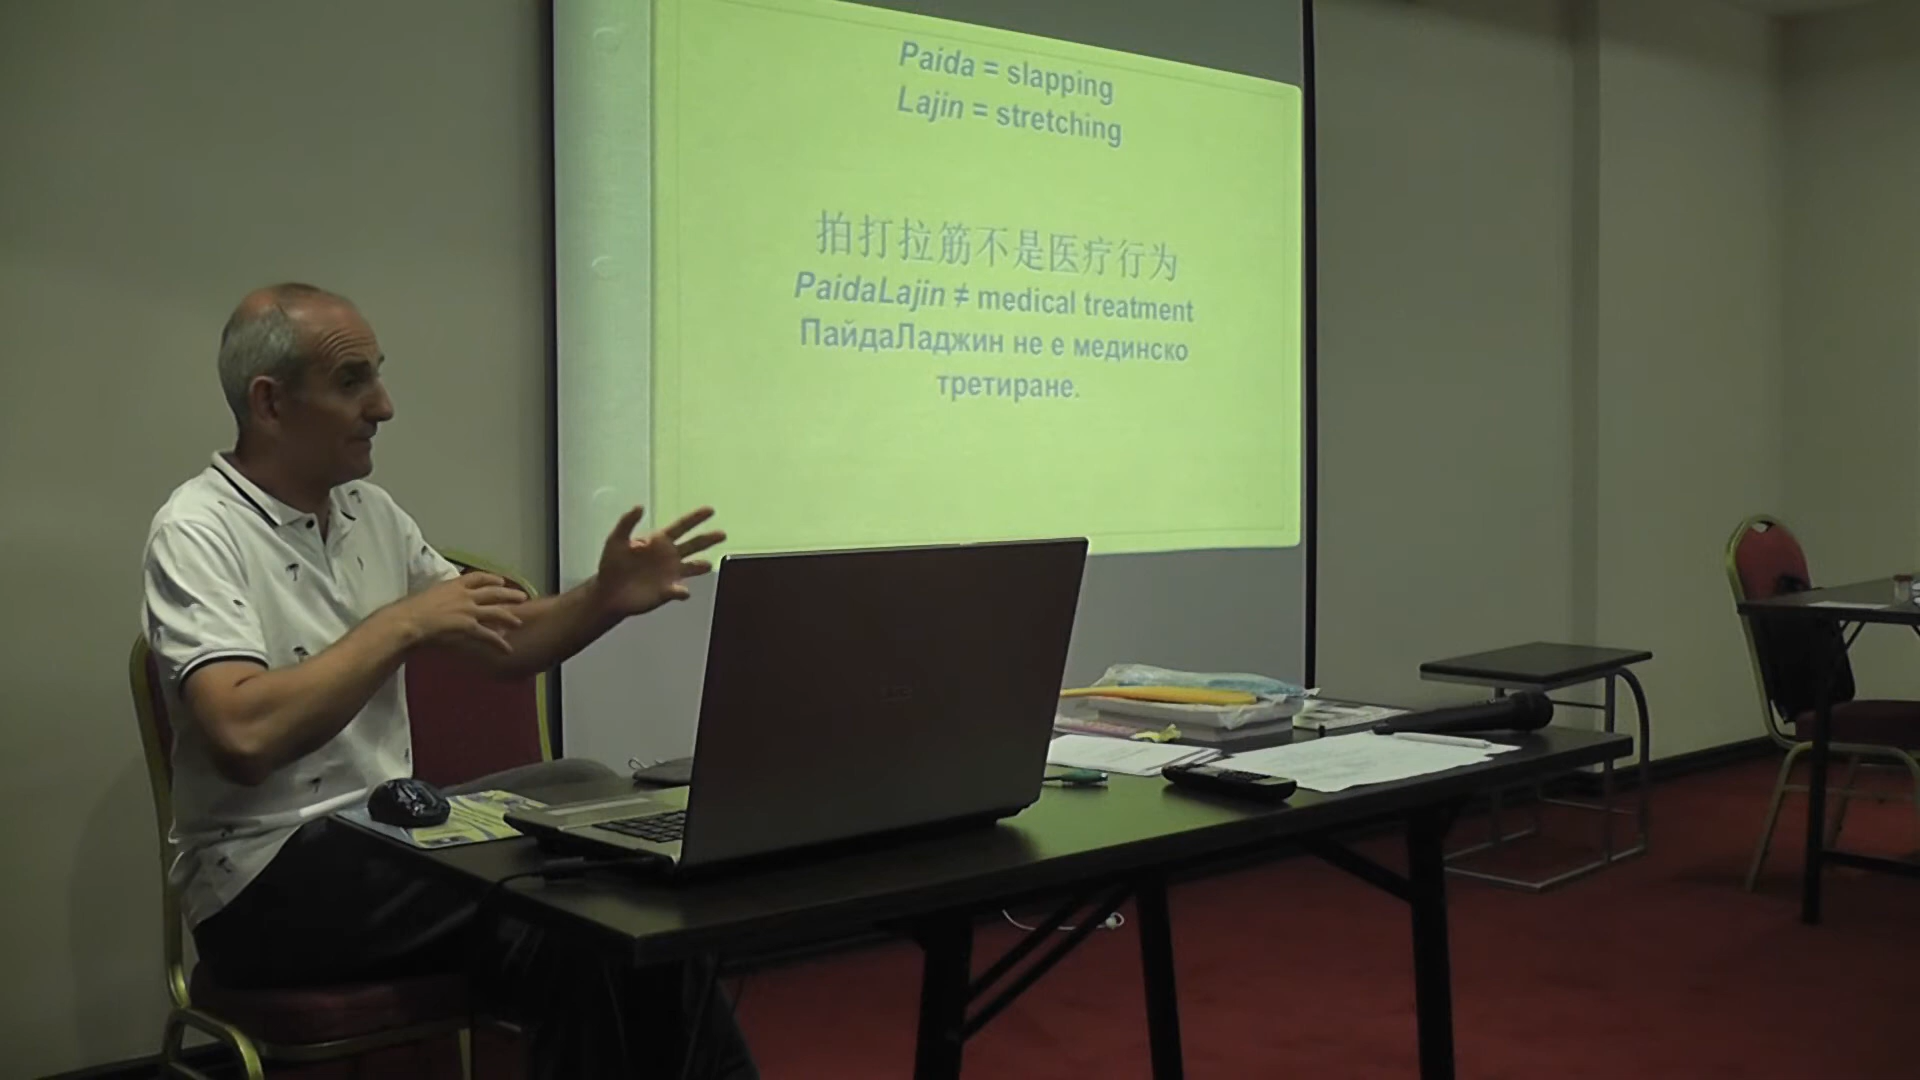 Paida = slapping
Lajin = stretching
拍打拉筋不是医疗行为
PaidaLajin ≠ medical treatment
ПайдаЛаджин не е мединско
третиране.